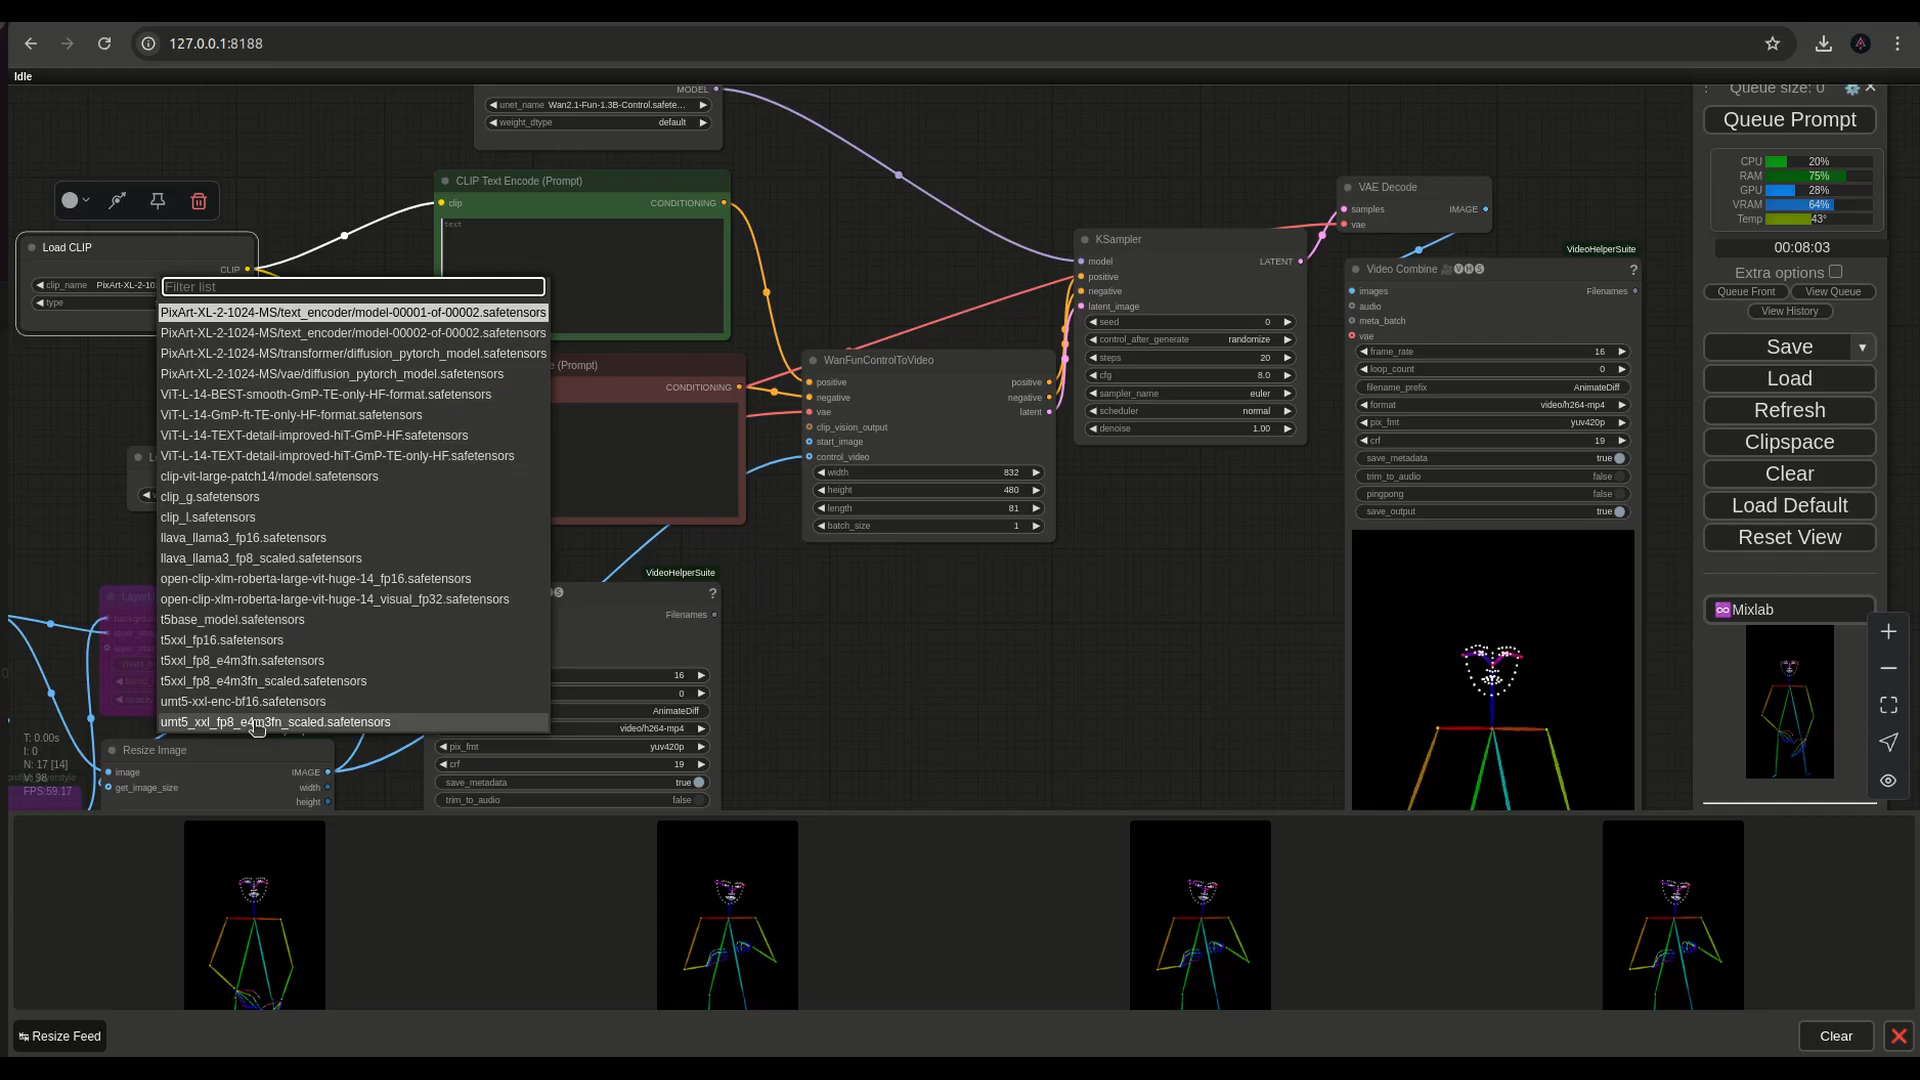 127.0.0.1:8188
Idle
MODEL
unet_name Wan2.1-Fun-1.3B-Control.safete...
weight_dtype default
Queue size: 0
Queue Prompt
CPU 20%
RAM 75%
GPU 28%
VRAM 64%
Temp 43°
00:08:03
Extra options
Queue Front View Queue
View History
Save
Load
Refresh
Clipspace
Clear
Load Default
Reset View
Mixlab
Load CLIP
CLIP
clip_name PixArt-XL-2-10
type
CLIP Text Encode (Prompt)
clip CONDITIONING
text
Filter list
PixArt-XL-2-1024-MS/text_encoder/model-00001-of-00002.safetensors
PixArt-XL-2-1024-MS/text_encoder/model-00002-of-00002.safetensors
PixArt-XL-2-1024-MS/transformer/diffusion_pytorch_model.safetensors
PixArt-XL-2-1024-MS/vae/diffusion_pytorch_model.safetensors
ViT-L-14-BEST-smooth-GmP-TE-only-HF-format.safetensors
ViT-L-14-GmP-ft-TE-only-HF-format.safetensors
ViT-L-14-TEXT-detail-improved-hiT-GmP-HF.safetensors
ViT-L-14-TEXT-detail-improved-hiT-GmP-TE-only-HF.safetensors
clip-vit-large-patch14/model.safetensors
clip_g.safetensors
clip_l.safetensors
llava_llama3_fp16.safetensors
llava_llama3_fp8_scaled.safetensors
open-clip-xlm-roberta-large-vit-huge-14_fp16.safetensors
open-clip-xlm-roberta-large-vit-huge-14_visual_fp32.safetensors
t5base_model.safetensors
t5xxl_fp16.safetensors
t5xxl_fp8_e4m3fn.safetensors
t5xxl_fp8_e4m3fn_scaled.safetensors
umt5-xxl-enc-bf16.safetensors
umt5_xxl_fp8_e4m3fn_scaled.safetensors
e (Prompt)
CONDITIONING
WanFunControlToVideo
positive positive
negative negative
vae latent
clip_vision_output
start_image
control_video
width 832
height 480
length 81
batch_size 1
KSampler
model LATENT
positive
negative
latent_image
seed 0
control_after_generate randomize
steps 20
cfg 8.0
sampler_name euler
scheduler normal
denoise 1.00
VAE Decode
samples IMAGE
vae
VideoHelperSuite
Video Combine VHS ?
images Filenames
audio
meta_batch
vae
frame_rate 16
loop_count 0
filename_prefix AnimateDiff
format video/h264-mp4
pix_fmt yuv420p
crf 19
save_metadata true
trim_to_audio false
pingpong false
save_output true
VideoHelperSuite
S ?
Filenames
16
0
AnimateDiff
video/h264-mp4
pix_fmt yuv420p
crf 19
save_metadata true
trim_to_audio false
T: 0.00s
I: 0
N: 17 [14]
V: 98
FPS:59.17
Resize Image
image IMAGE
get_image_size width
height
Resize Feed
Clear